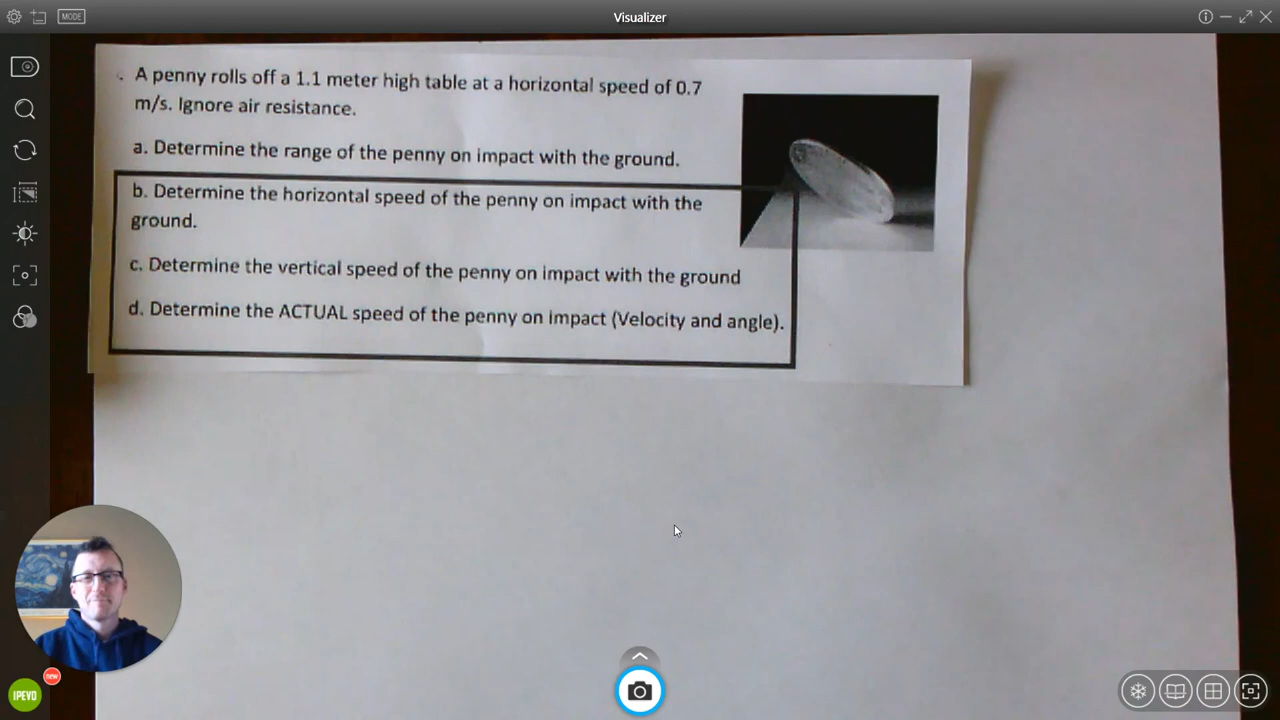 Visualizer
MODE
. A penny rolls off a 1.1 meter high table at a horizontal speed of 0.7
m/s. Ignore air resistance.
a. Determine the range of the penny on impact with the ground.
b. Determine the horizontal speed of the penny on impact with the
ground.
c. Determine the vertical speed of the penny on impact with the ground
d. Determine the ACTUAL speed of the penny on impact (Velocity and angle).
new
IPEVO